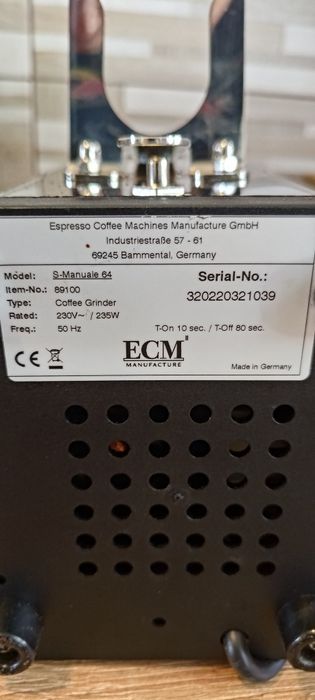 Espresso Coffee Machines Manufacture GmbH
Industriestraße 57 - 61
69245 Bammental, Germany
Model: S-Manuale 64
Serial-No.:
Item-No.: 89100
320220321039
Type: Coffee Grinder
Rated: 230V~ / 235W
Freq.: 50 Hz
T-On 10 sec. / T-Off 80 sec.
CE
ECM
MANUFACTURE
Made in Germany